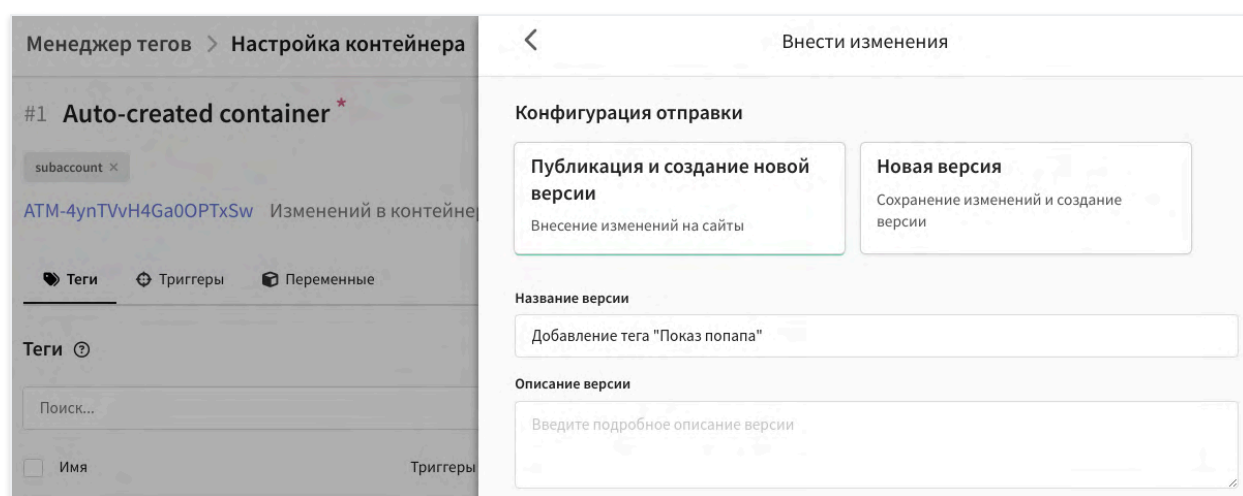 Менеджер тегов > Настройка контейнера
#1 Auto-created container *
subaccount ×
ATM-4ynTVvH4Ga0OPTxSw Изменений в
Теги Триггеры Переменные
Теги
Поиск...
Имя Триггеры
Внести изменения
Конфигурация отправки
Публикация и создание новой
версии
Внесение изменений на сайты
Новая версия
Сохранение изменений и создание
версии
Название версии
Добавление тега "Показ попапа"
Описание версии
Введите подробное описание версии